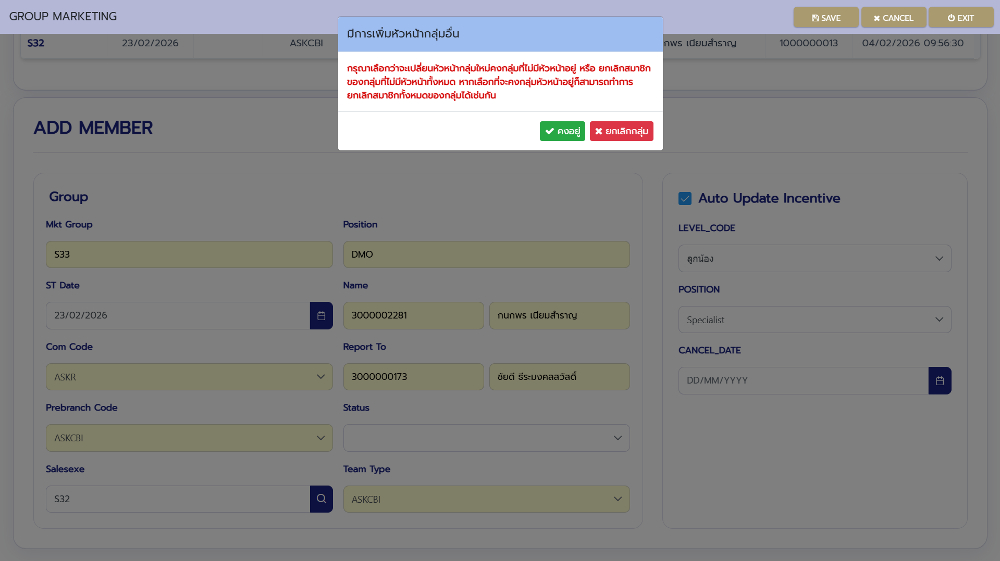 GROUP MARKETING
SAVE
CANCEL
EXIT
S32
23/02/2026
ASKCBI
เนียมสำราญ
1000000013
04/02/2026 09:56:30
มีการเพิ่มหัวหน้ากลุ่มอื่น
กรุณาเลือกว่าจะเปลี่ยนหัวหน้ากลุ่มใหม่คงกลุ่มที่ไม่มีหัวหน้าอยู่ หรือ ยกเลิกสมาชิก
ของกลุ่มที่ไม่มีหัวหน้าทั้งหมด หากเลือกที่จะคงกลุ่มหัวหน้าอยู่ก็สามารถทำการ
ยกเลิกสมาชิกทั้งหมดของกลุ่มได้เช่นกัน
คงอยู่
ยกเลิกกลุ่ม
ADD MEMBER
Group
Mkt Group
Position
S33
DMO
ST Date
Name
23/02/2026
3000002281
กนกพร เนียมสำราญ
Com Code
Report To
ASKR
3000000173
ชัยดี ธีระมงคลสวัสดิ์
Prebranch Code
Status
ASKCBI
Salesexe
Team Type
S32
ASKCBI
Auto Update Incentive
LEVEL_CODE
ลูกน้อง
POSITION
Specialist
CANCEL_DATE
DD/MM/YYYY